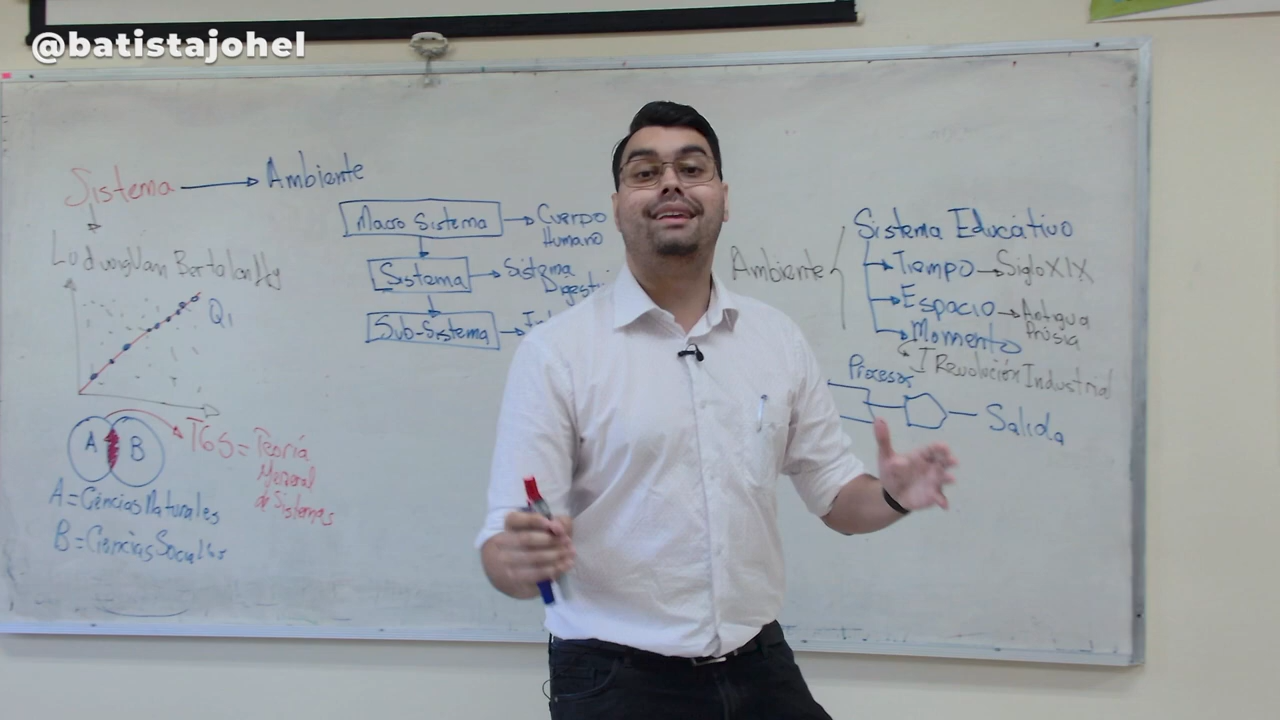 @batistajohel
Sistema → Ambiente
Ludwig Van Bertalanffy
Q1
A B
TGS = Teoría
General
de Sistemas
A = Ciencias Naturales
B = Ciencias Sociales
Macro Sistema → Cuerpo
Humano
Sistema → Sistema
Sub-Sistema →
Ambiente
Sistema Educativo
Tiempo → Siglo XIX
Espacio → Antigua
Prusia
Momento
I Revolución Industrial
Proceso
Salida